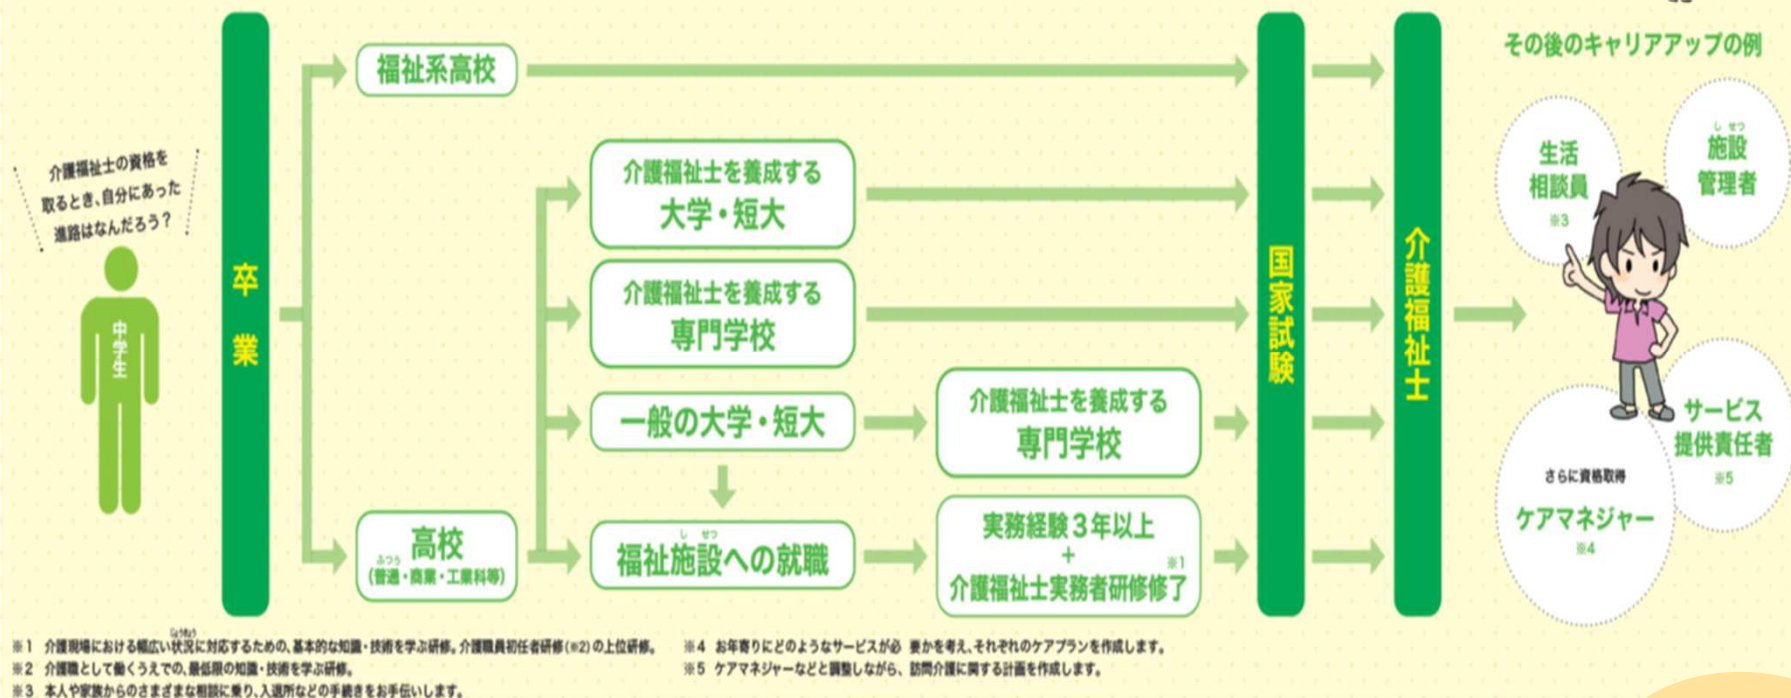 介護福祉士の資格を
取るとき、自分にあった
進路はなんだろう？
中学生
卒業
福祉系高校
高校
ふつう
（普通・商業・工業科等）
介護福祉士を養成する
大学・短大
介護福祉士を養成する
専門学校
一般の大学・短大
し せつ
福祉施設への就職
介護福祉士を養成する
専門学校
実務経験３年以上
+
※1
介護福祉士実務者研修修了
国家試験
介護福祉士
その後のキャリアアップの例
生活
相談員
※3
し せつ
施設
管理者
サービス
提供責任者
※5
さらに資格取得
ケアマネジャー
※4
じょうきょう
※1 介護現場における幅広い状況に対応するための、基本的な知識・技術を学ぶ研修。介護職員初任者研修（※2）の上位研修。
※2 介護職として働くうえでの、最低限の知識・技術を学ぶ研修。
※3 本人や家族からのさまざまな相談に乗り、入退所などの手続きをお手伝いします。
※4 お年寄りにどのようなサービスが必 要かを考え、それぞれのケアプランを作成します。
※5 ケアマネジャーなどと調整しながら、訪問介護に関する計画を作成します。